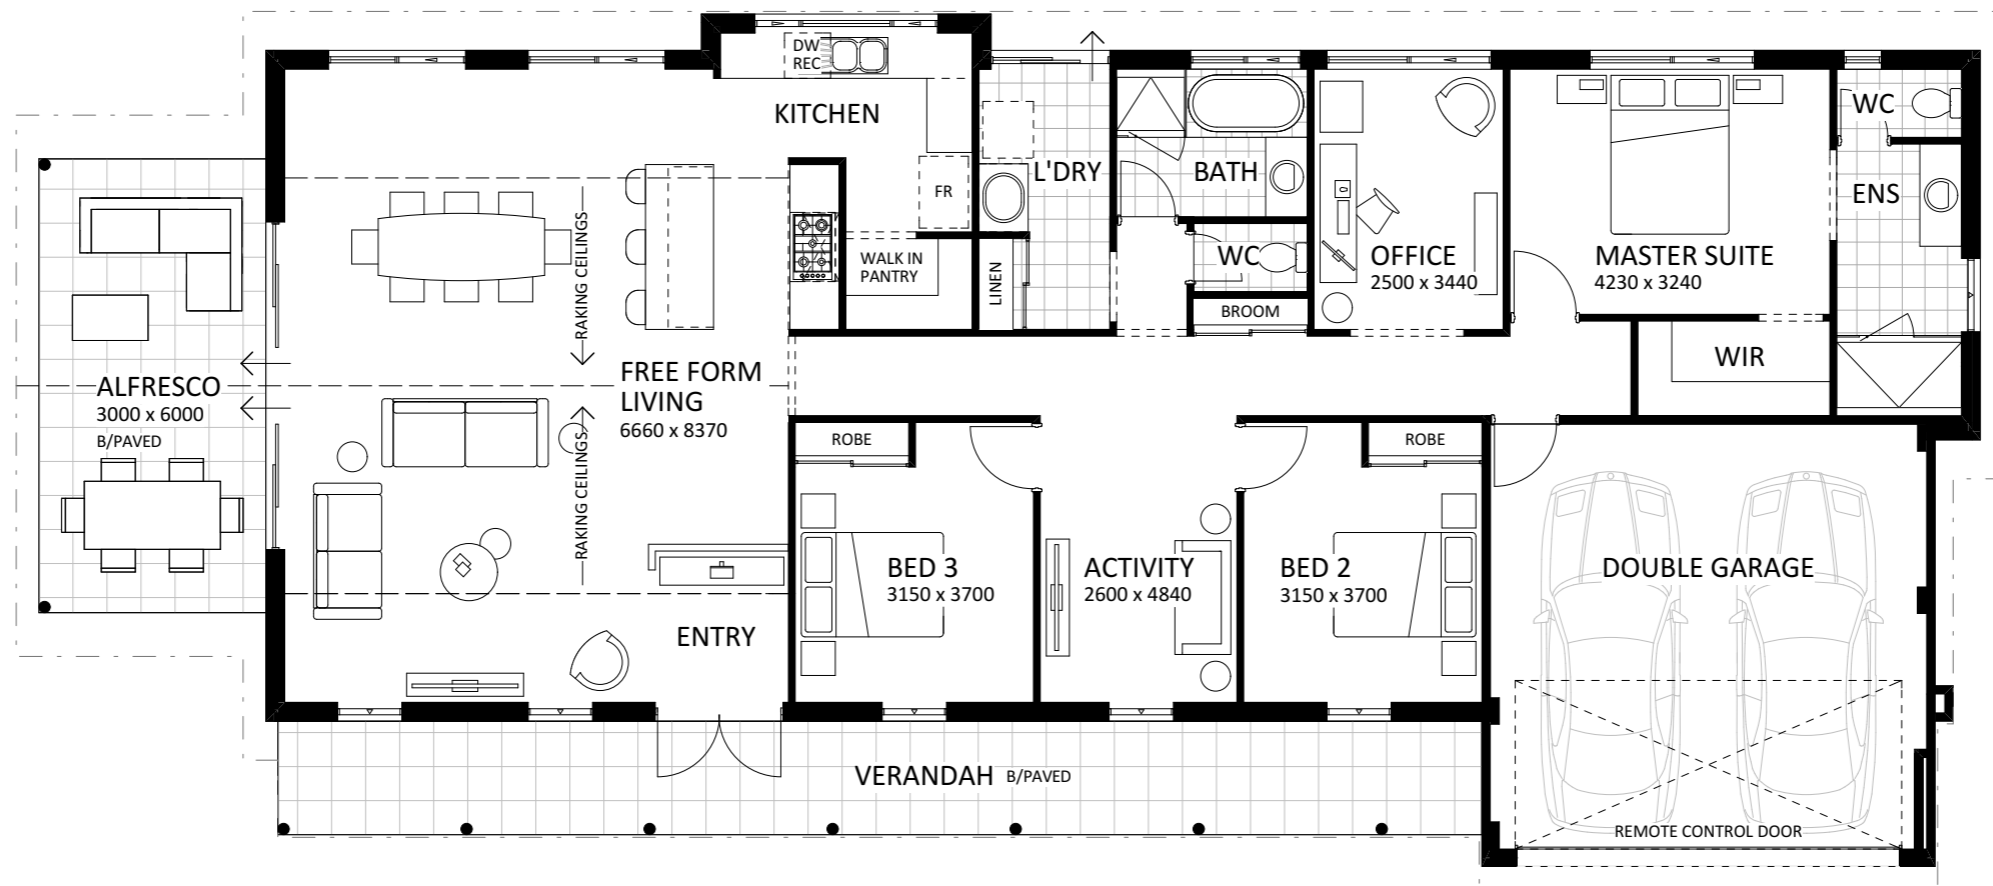 DW
REC
KITCHEN
FR
WALK IN
PANTRY
LINEN
L'DRY
BATH
WC
BROOM
OFFICE
2500 x 3440
MASTER SUITE
4230 x 3240
WC
ENS
WIR
RAKING CEILINGS
ALFRESCO
3000 x 6000
B/PAVED
FREE FORM
LIVING
6660 x 8370
RAKING CEILINGS
ENTRY
ROBE
BED 3
3150 x 3700
ACTIVITY
2600 x 4840
ROBE
BED 2
3150 x 3700
DOUBLE GARAGE
VERANDAH B/PAVED
REMOTE CONTROL DOOR